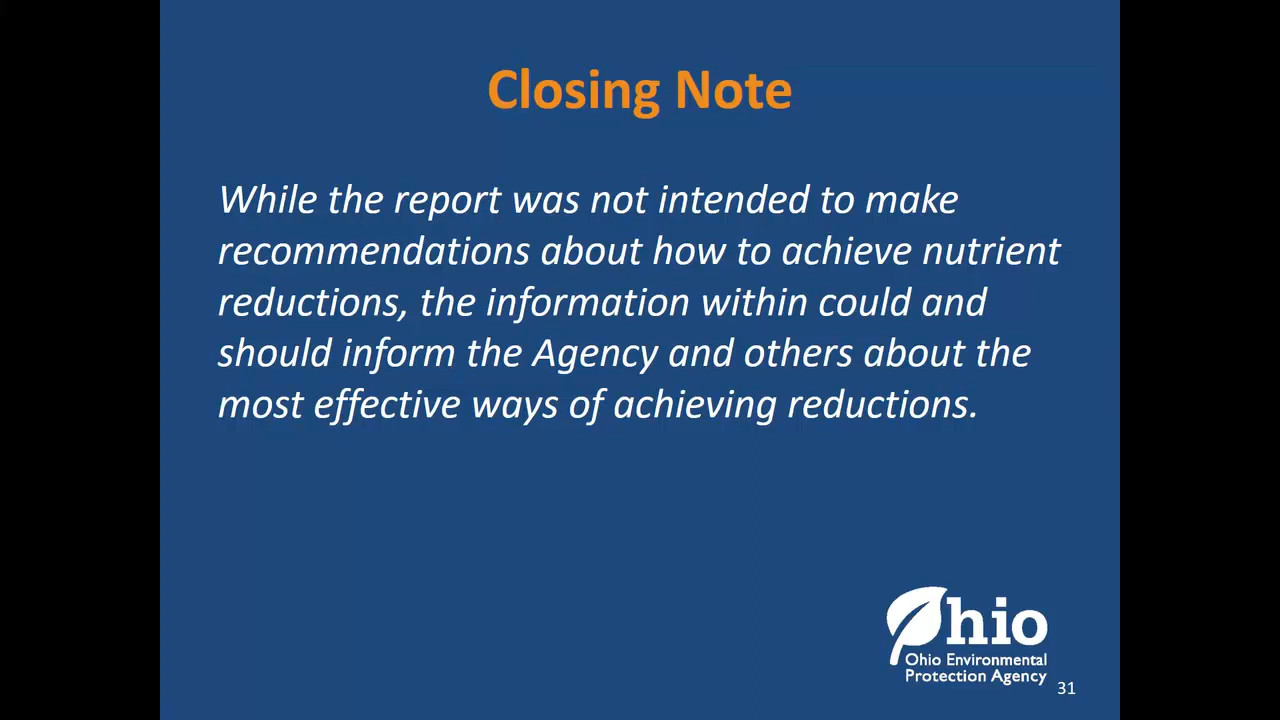 Closing Note
While the report was not intended to make
recommendations about how to achieve nutrient
reductions, the information within could and
should inform the Agency and others about the
most effective ways of achieving reductions.
Ohio
Ohio Environmental
Protection Agency
31